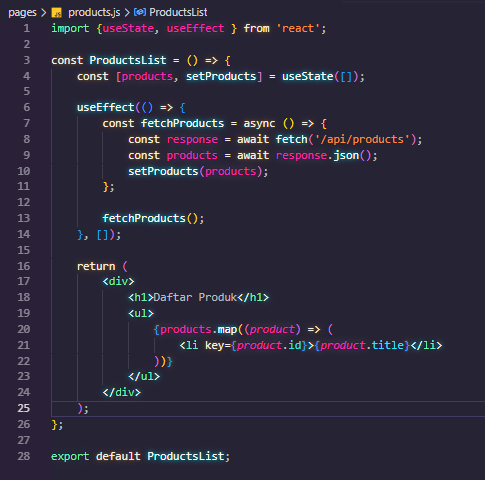 pages > products.js > ProductsList
1 import {useState, useEffect } from 'react';
2
3 const ProductsList = () => {
4 const [products, setProducts] = useState([]);
5
6 useEffect(() => {
7 const fetchProducts = async () => {
8 const response = await fetch('/api/products');
9 const products = await response.json();
10 setProducts(products);
11 };
12
13 fetchProducts();
14 }, []);
15
16 return (
17 <div>
18 <h1>Daftar Produk</h1>
19 <ul>
20 {products.map((product) => (
21 <li key={product.id}>{product.title}</li>
22 ))}
23 </ul>
24 </div>
25 );
26 };
27
28 export default ProductsList;